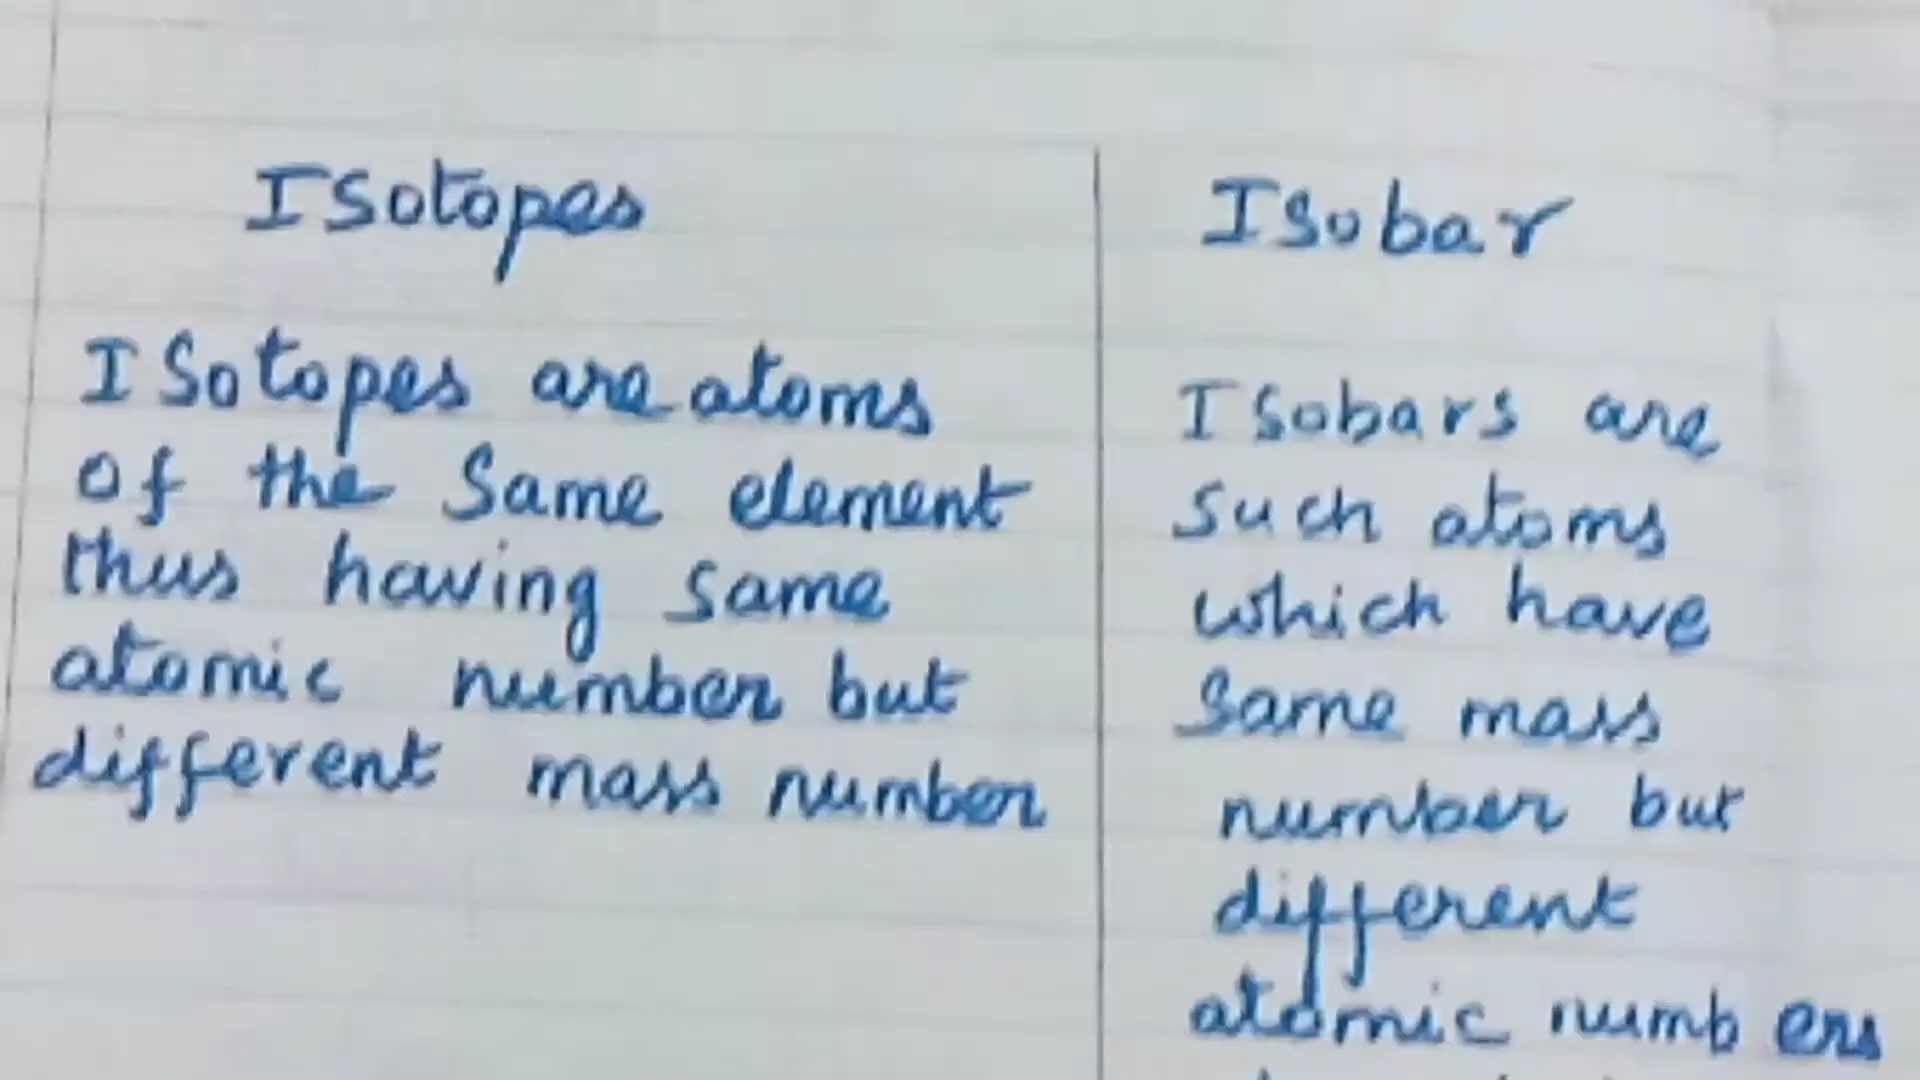 Isotopes
Isotopes are atoms
of the same element
thus having same
atomic number but
different mass number
Isobar
Isobars are
such atoms
which have
same mass
number but
different
atomic numbers